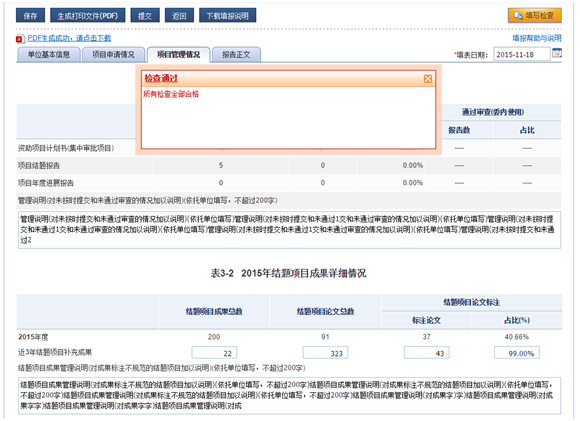 保存 生成打印文件(PDF) 提交 返回 下载填报说明 填写检查
PDF生成成功，请点击下载 填报帮助与说明
单位基本信息 项目申请情况 项目管理情况 报告正文 *填表日期： 2015-11-18
检查通过
所有检查全部合格
通过审查(委内使用)
报告数 占比
资助项目计划书(集中审批项目) ---- ----
项目结题报告 5 0 0.00% ---- ----
项目年度进展报告 0 0 0.00% ---- ----
管理说明(对未按时提交和未通过审查的情况加以说明)(依托单位填写，不超过200字)
管理说明(对未按时提交和未通过审查的情况加以说明)(依托单位填写)管理说明(对未按时提交和未通过1交和未通过审查的情况加以说明)(依托单位填写)管理说明(对未按时提
交和未通过1交和未通过审查的情况加以说明)(依托单位填写)管理说明(对未按时提交和未通过1交和未通过审查的情况加以说明)(依托单位填写)管理说明(对未按时提交和未通
过2
表3-2 2015年结题项目成果详细情况
结题项目成果总数 结题项目论文总数 结题项目论文标注
标注论文 占比(%)
2015年度 200 91 37 40.66%
近3年结题项目补充成果 22 323 43 99.00%
结题项目成果管理说明(对成果标注不规范的结题项目加以说明)(依托单位填写，不超过200字)
结题项目成果管理说明(对成果标注不规范的结题项目加以说明)(依托单位填写，不超过200字)结题项目成果管理说明(对成果标注不规范的结题项目加以说明)(依托单位填写，
不超过200字)结题项目成果管理说明(对成果标注不规范的结题项目加以说明)(依托单位填写，不超过200字)结题项目成果管理说明(对成果字)字)结题项目成果管理说明(对成
果字字)结题项目成果管理说明(对成果字字)结题项目成果管理说明(对成